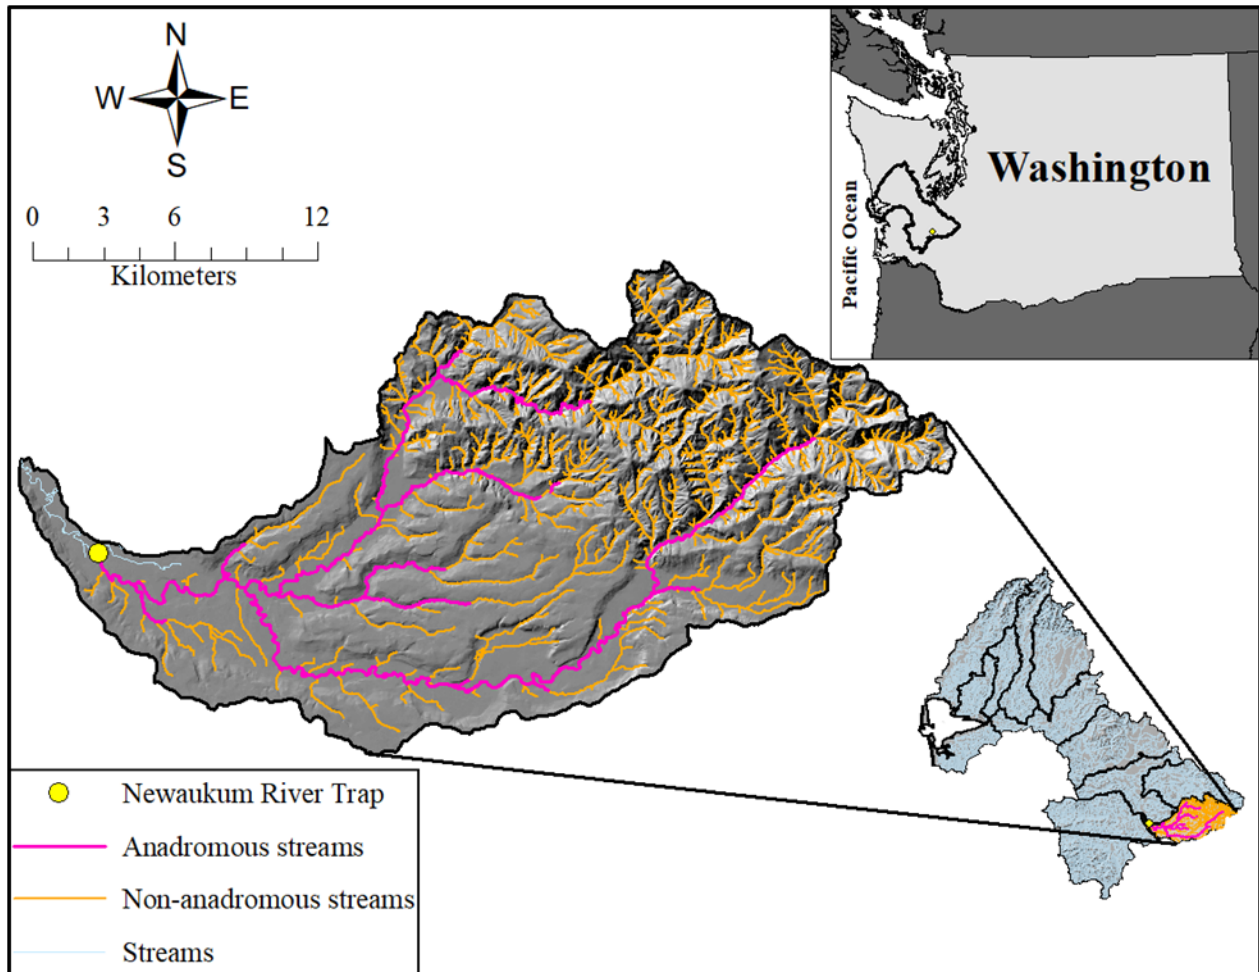 N
W E
S
0 3 6 12
Kilometers
Washington
Pacific Ocean
Newaukum River Trap
Anadromous streams
Non-anadromous streams
Streams